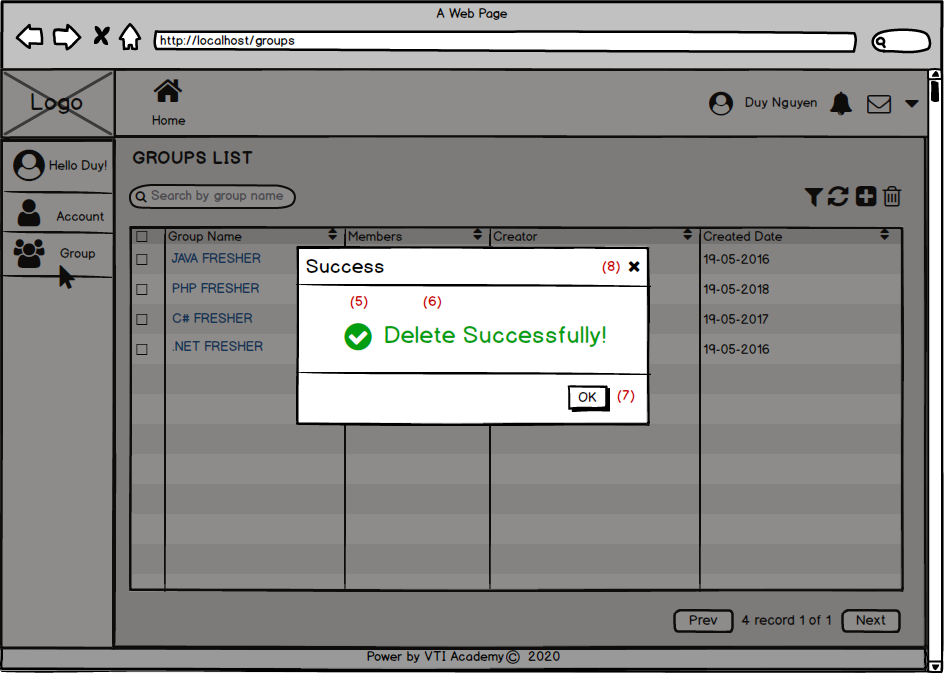 A Web Page
http://localhost/groups
Logo
Home
Duy Nguyen
Hello Duy!
Account
Group
GROUPS LIST
Search by group name
Group Name Members Creator Created Date
JAVA FRESHER 19-05-2016
PHP FRESHER 19-05-2018
C# FRESHER 19-05-2017
.NET FRESHER 19-05-2016
Success (8)
(5) (6)
Delete Successfully!
OK (7)
Prev 4 record 1 of 1 Next
Power by VTI Academy© 2020